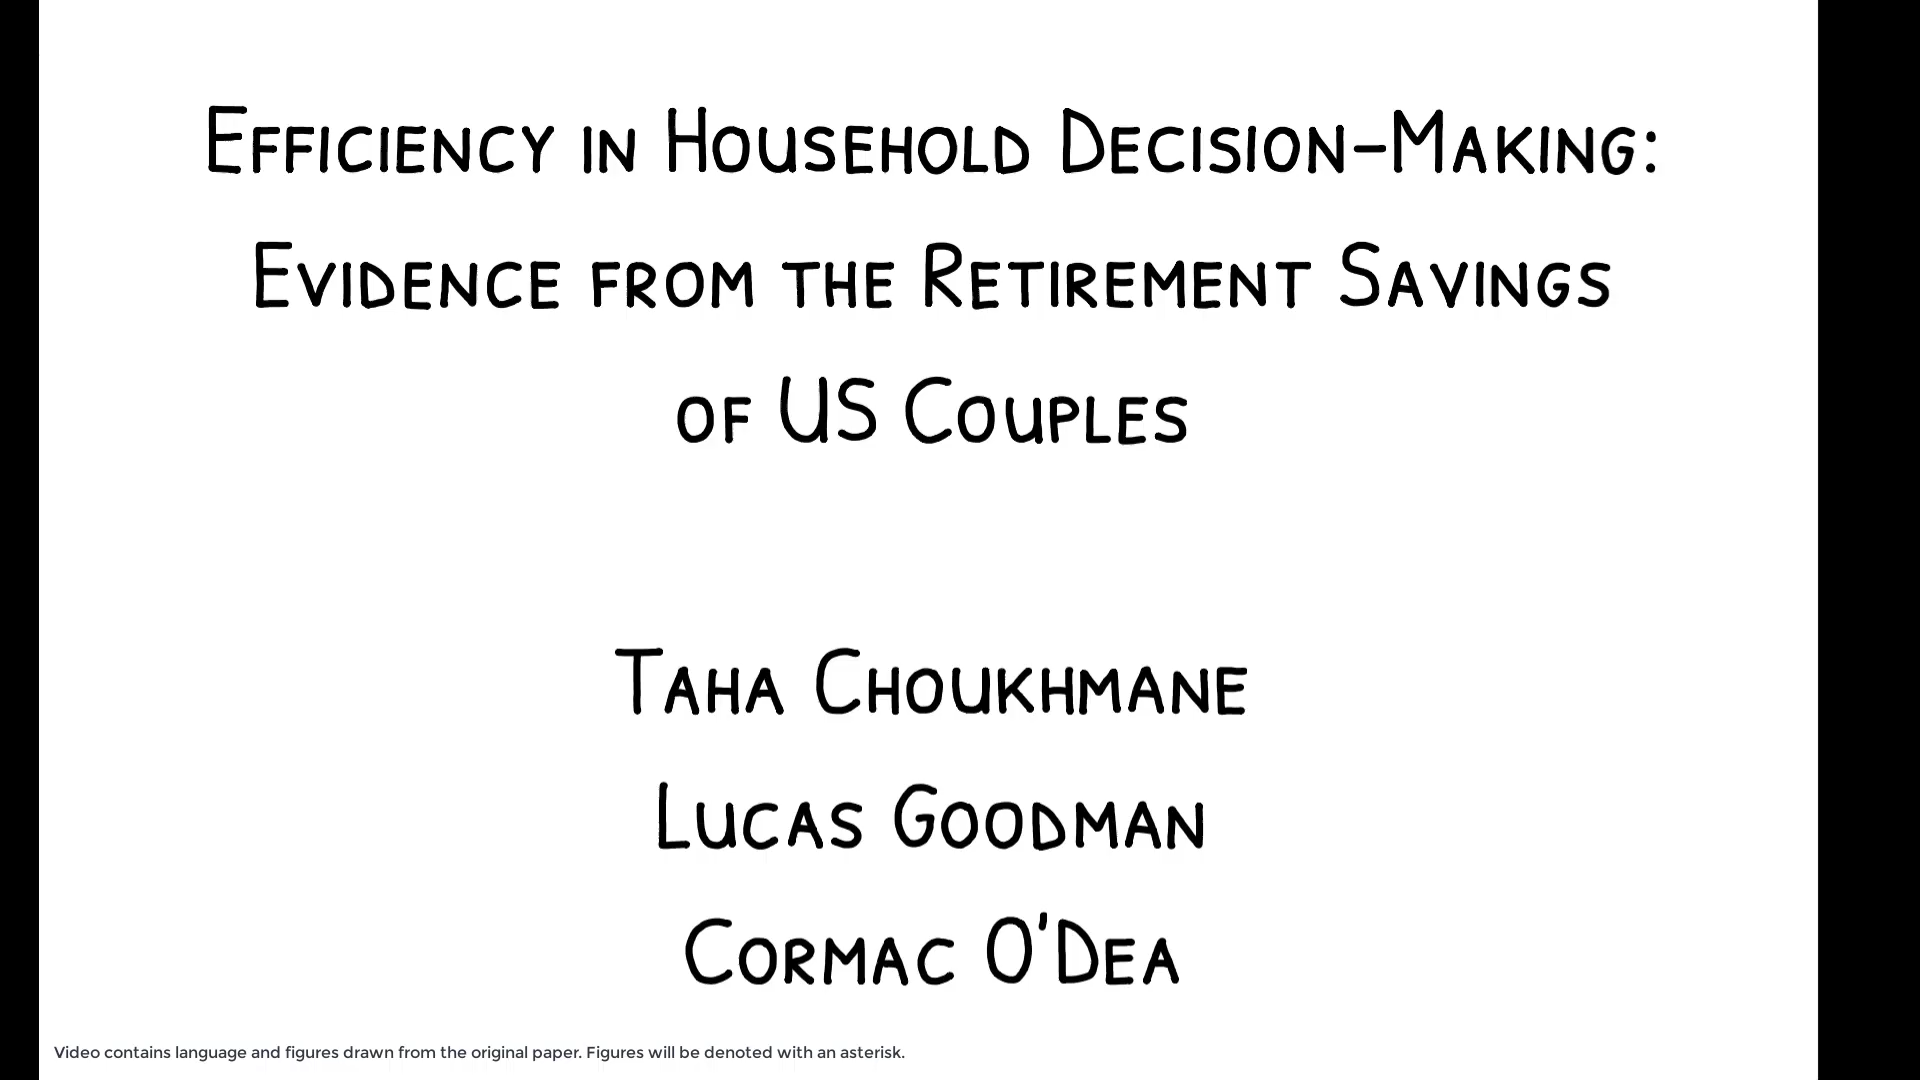 Efficiency in Household Decision-Making:
Evidence from the Retirement Savings
of US Couples
Taha Choukhmane
Lucas Goodman
Cormac O'Dea
Video contains language and figures drawn from the original paper. Figures will be denoted with an asterisk.